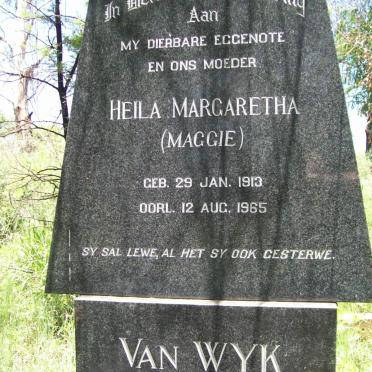 In
Aan
MY DIERBARE EGGENOTE
EN ONS MOEDER
HEILA MARGARETHA
(MAGGIE)
GEB. 29 JAN. 1913
OORL. 12 AUG. 1965
SY SAL LEWE, AL HET SY OOK GESTERWE.
VAN WYK